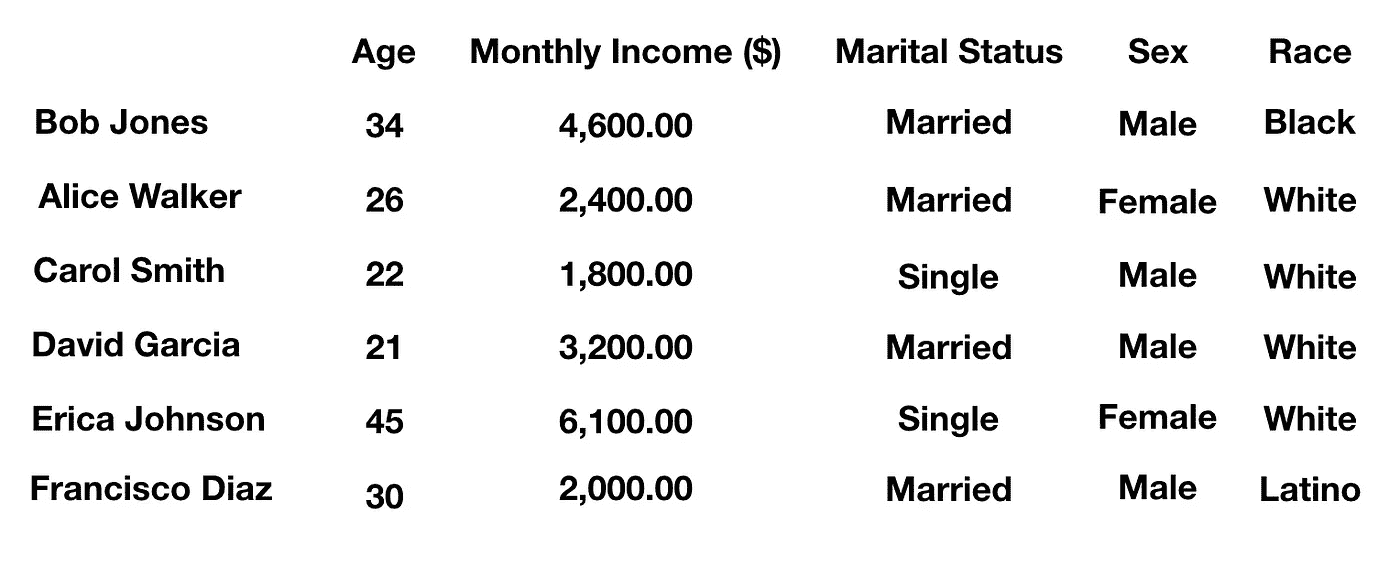 Age Monthly Income ($) Marital Status Sex Race
Bob Jones 34 4,600.00 Married Male Black
Alice Walker 26 2,400.00 Married Female White
Carol Smith 22 1,800.00 Single Male White
David Garcia 21 3,200.00 Married Male White
Erica Johnson 45 6,100.00 Single Female White
Francisco Diaz 30 2,000.00 Married Male Latino